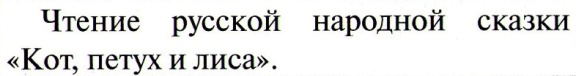 Чтение русской народной сказки
«Кот, петух и лиса».